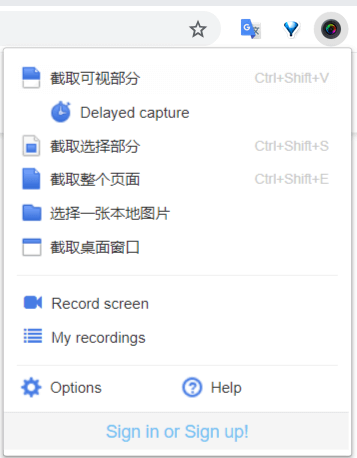 截取可视部分 Ctrl+Shift+V
Delayed capture
截取选择部分 Ctrl+Shift+S
截取整个页面 Ctrl+Shift+E
选择一张本地图片
截取桌面窗口
Record screen
My recordings
Options Help
Sign in or Sign up!